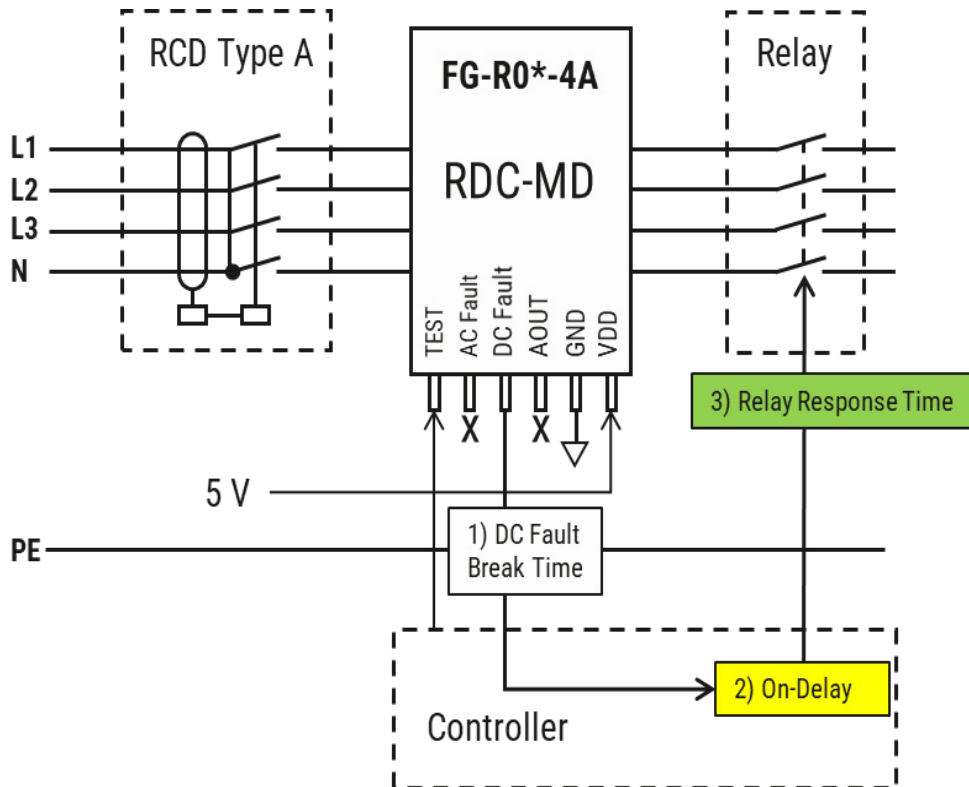 RCD Type A
FG-R0*-4A
RDC-MD
Relay
L1
L2
L3
N
TEST
AC Fault
DC Fault
AOUT
GND
VDD
X
X
3) Relay Response Time
5 V
PE
1) DC Fault
Break Time
2) On-Delay
Controller